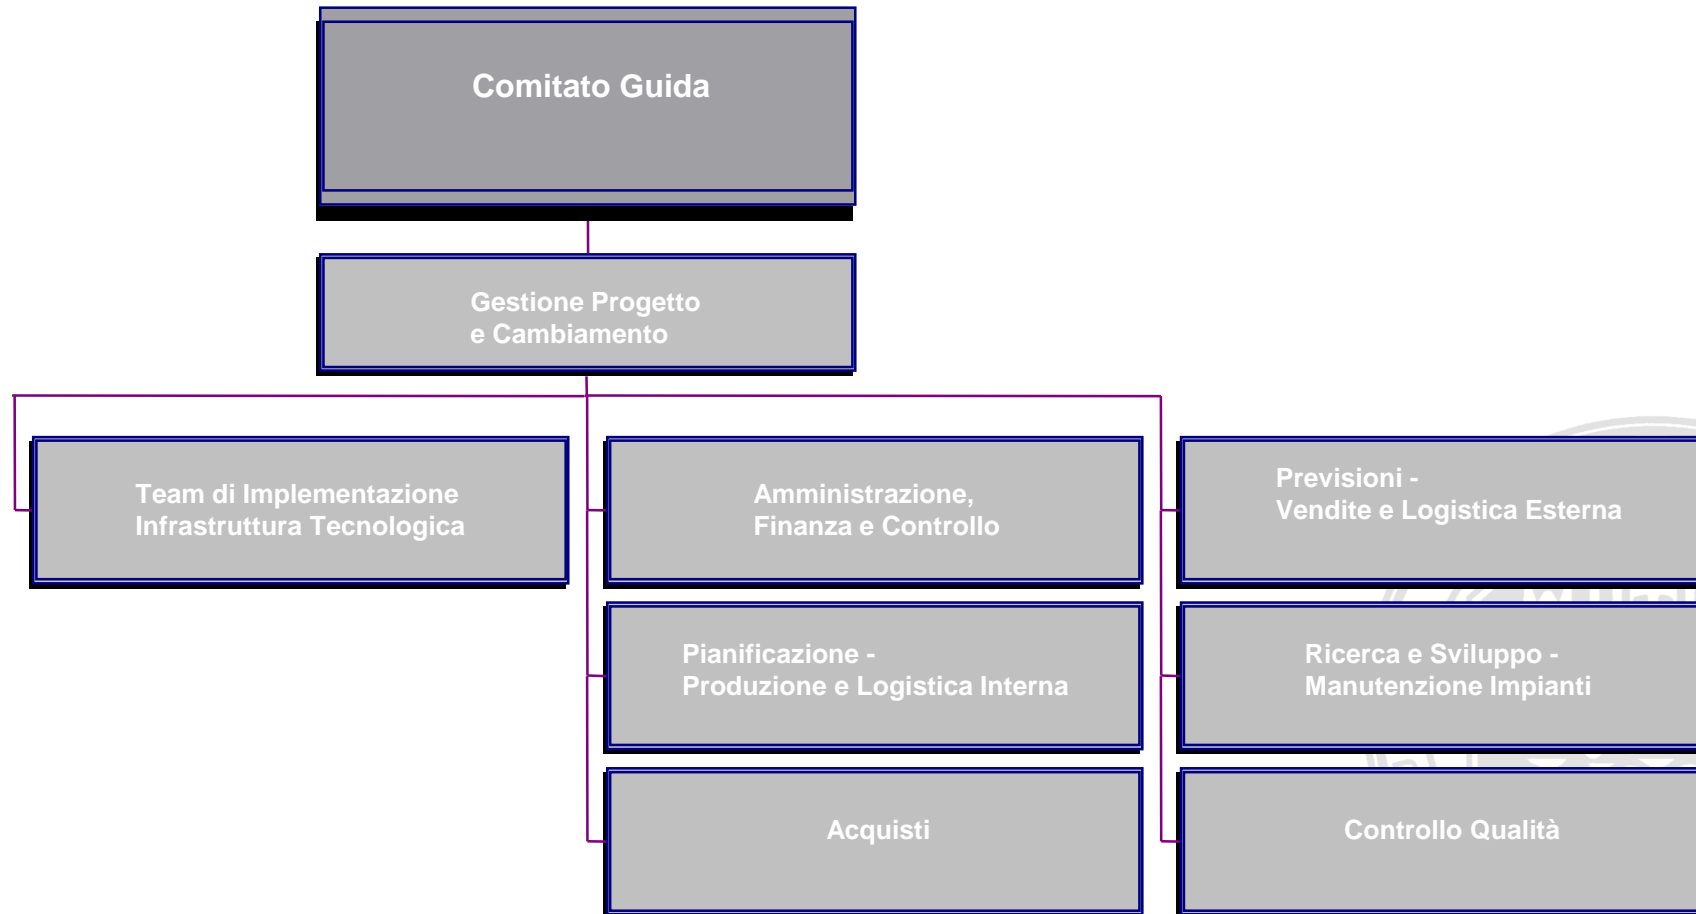 Comitato Guida
Gestione Progetto
e Cambiamento
Team di Implementazione
Infrastruttura Tecnologica
Amministrazione,
Finanza e Controllo
Previsioni -
Vendite e Logistica Esterna
Pianificazione -
Produzione e Logistica Interna
Ricerca e Sviluppo -
Manutenzione Impianti
Acquisti
Controllo Qualità